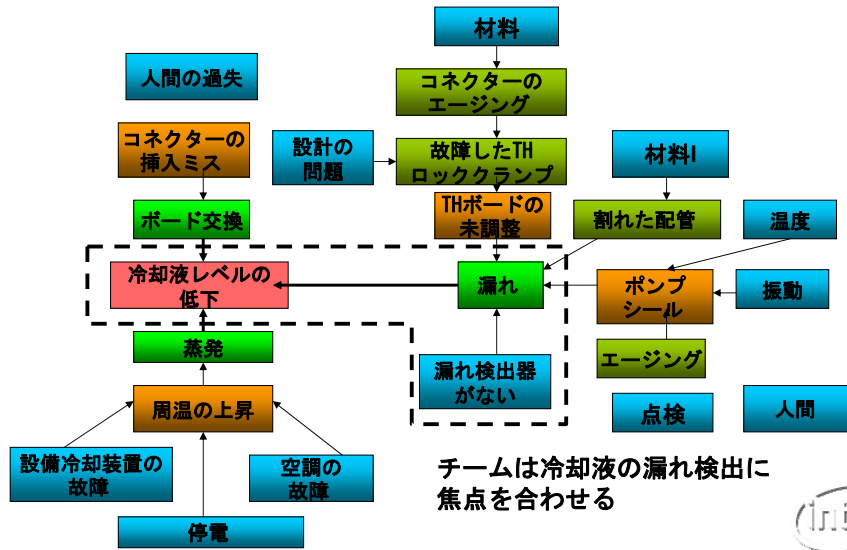 材料
人間の過失
コネクターの
エージング
コネクターの
挿入ミス
設計の
問題
故障したTH
ロッククランプ
材料I
ボード交換
THボードの
未調整
割れた配管
温度
冷却液レベルの
低下
漏れ
ポンプ
シール
振動
蒸発
エージング
漏れ検出器
がない
周温の上昇
点検
人間
設備冷却装置の
故障
空調の
故障
チームは冷却液の漏れ検出に
焦点を合わせる
停電